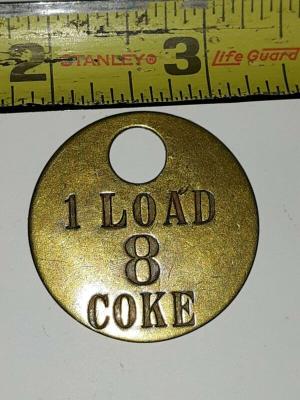 2 STANLEY® 3 Life Guard
1 LOAD
8
COKE